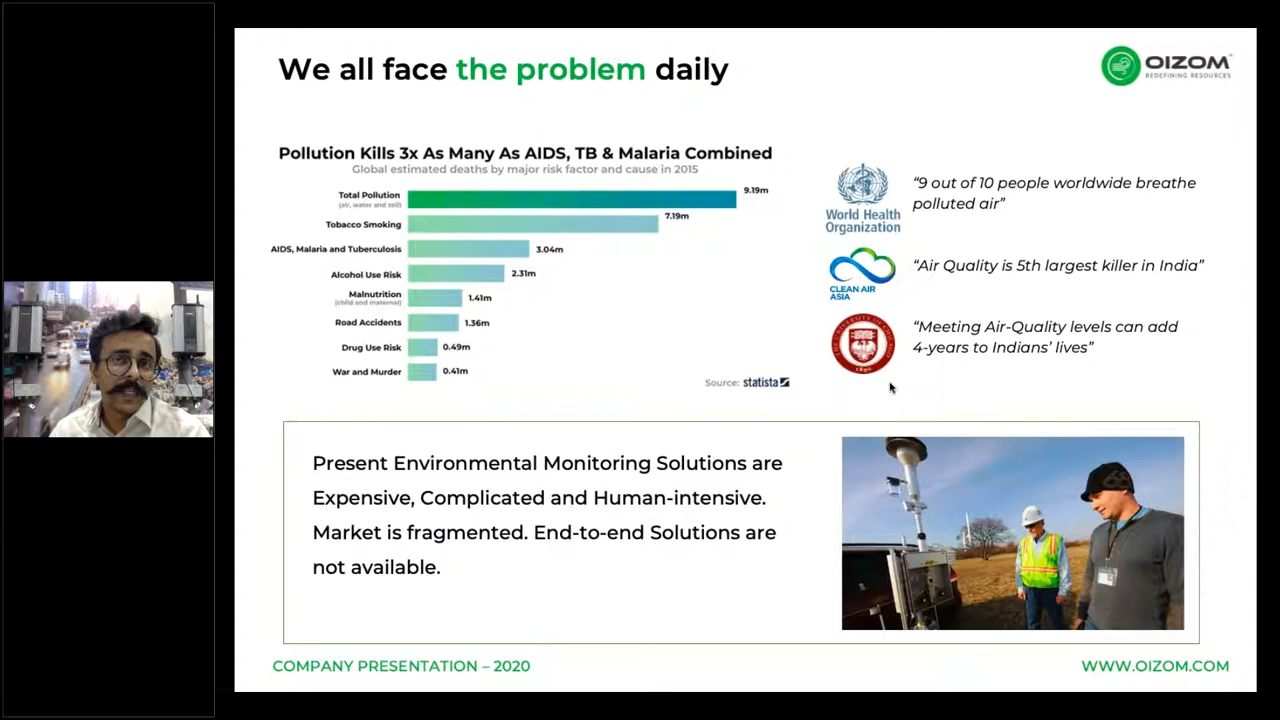 We all face the problem daily
OIZOM
REDEFINING RESOURCES
Pollution Kills 3x As Many As AIDS, TB & Malaria Combined
Global estimated deaths by major risk factor and cause in 2015
Total Pollution
(air, water and soil)
9.19m
Tobacco Smoking
7.19m
AIDS, Malaria and Tuberculosis
3.04m
Alcohol Use Risk
2.31m
Malnutrition
(child and maternal)
1.41m
Road Accidents
1.36m
Drug Use Risk
0.49m
War and Murder
0.41m
Source: statista
World Health
Organization
“9 out of 10 people worldwide breathe
polluted air”
CLEAN AIR
ASIA
“Air Quality is 5th largest killer in India”
“Meeting Air-Quality levels can add
4-years to Indians’ lives”
Present Environmental Monitoring Solutions are
Expensive, Complicated and Human-intensive.
Market is fragmented. End-to-end Solutions are
not available.
COMPANY PRESENTATION – 2020
WWW.OIZOM.COM